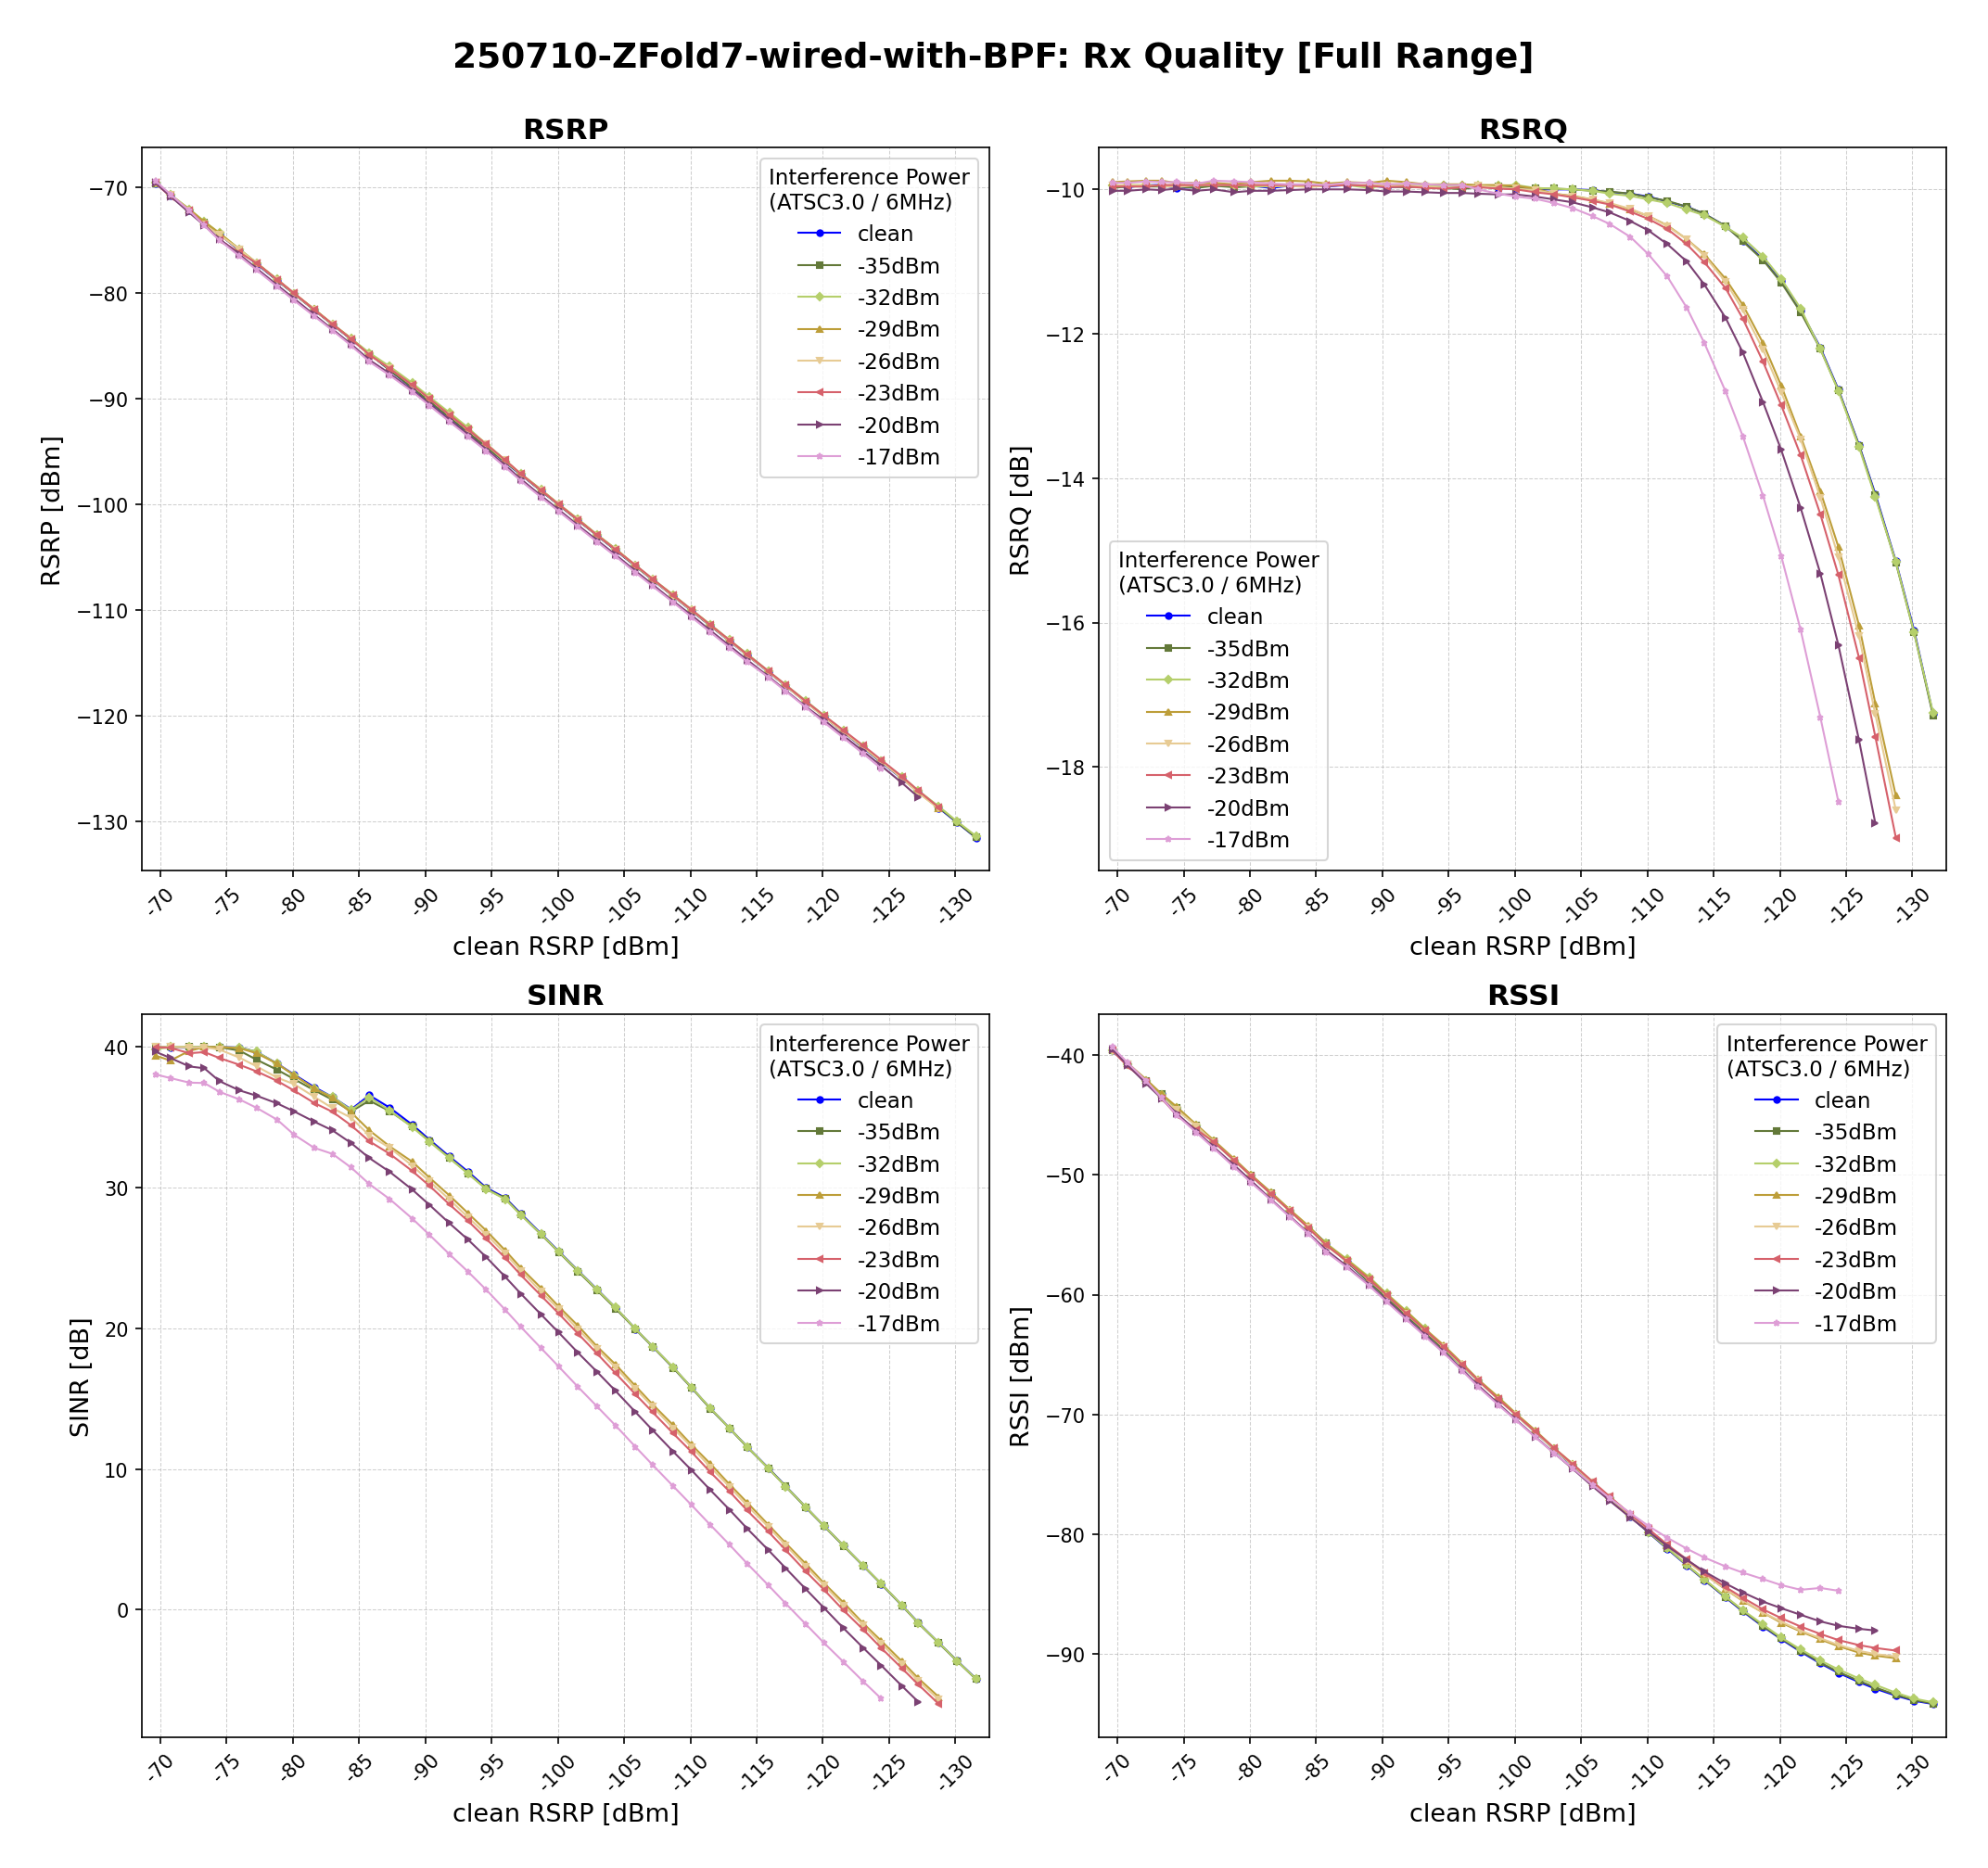 250710-ZFold7-wired-with-BPF: Rx Quality [Full Range]
RSRP
RSRP [dBm]
−70
−80
−90
−100
−110
−120
−130
Interference Power
(ATSC3.0 / 6MHz)
clean
-35dBm
-32dBm
-29dBm
-26dBm
-23dBm
-20dBm
-17dBm
-70
-75
-80
-85
-90
-95
-100
-105
-110
-115
-120
-125
-130
clean RSRP [dBm]
RSRQ
RSRQ [dB]
−10
−12
−14
−16
−18
Interference Power
(ATSC3.0 / 6MHz)
clean
-35dBm
-32dBm
-29dBm
-26dBm
-23dBm
-20dBm
-17dBm
-70
-75
-80
-85
-90
-95
-100
-105
-110
-115
-120
-125
-130
clean RSRP [dBm]
SINR
SINR [dB]
40
30
20
10
0
Interference Power
(ATSC3.0 / 6MHz)
clean
-35dBm
-32dBm
-29dBm
-26dBm
-23dBm
-20dBm
-17dBm
-70
-75
-80
-85
-90
-95
-100
-105
-110
-115
-120
-125
-130
clean RSRP [dBm]
RSSI
RSSI [dBm]
−40
−50
−60
−70
−80
−90
Interference Power
(ATSC3.0 / 6MHz)
clean
-35dBm
-32dBm
-29dBm
-26dBm
-23dBm
-20dBm
-17dBm
-70
-75
-80
-85
-90
-95
-100
-105
-110
-115
-120
-125
-130
clean RSRP [dBm]